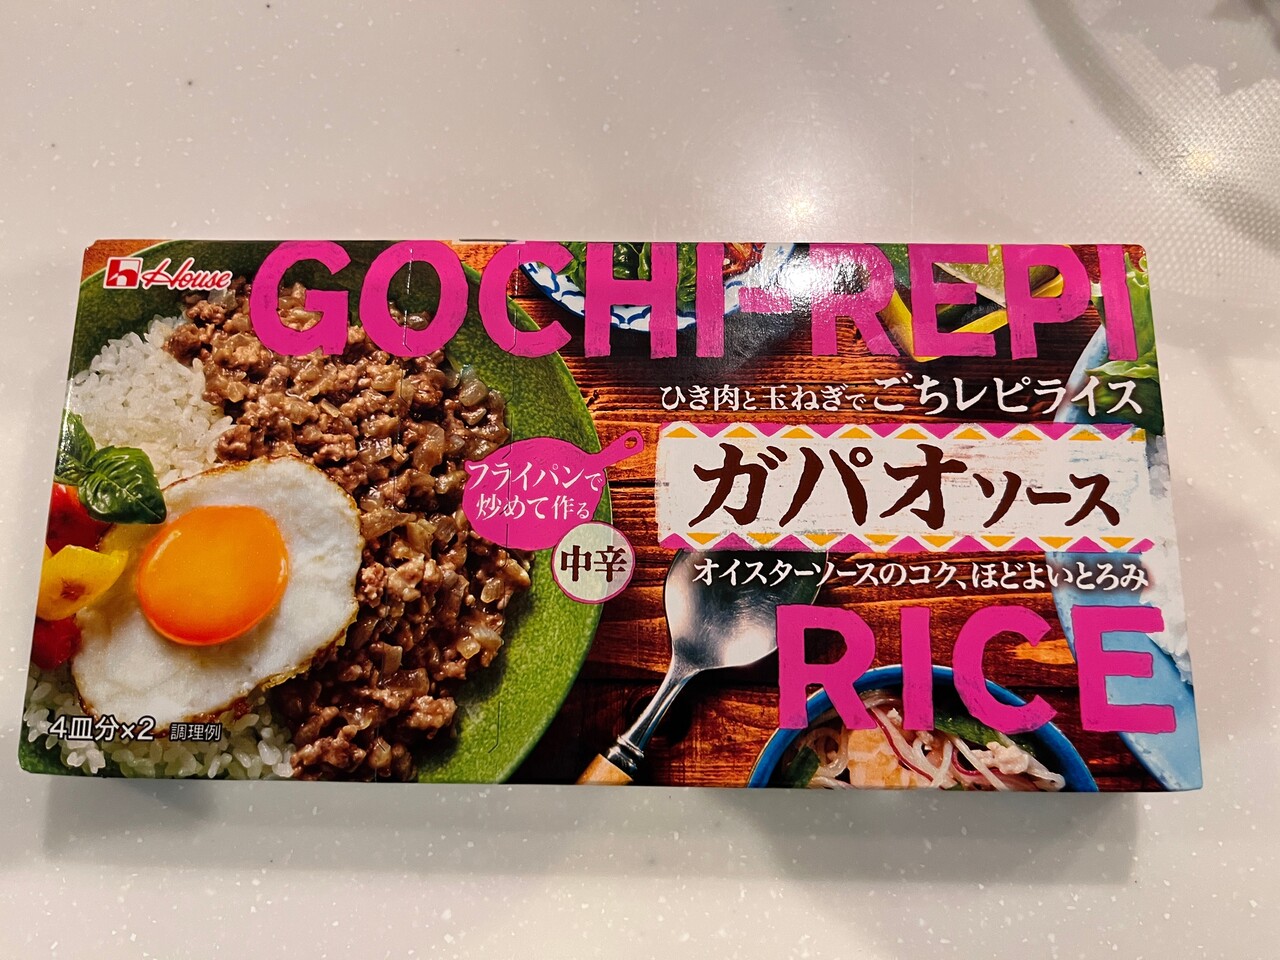 House
GOCHI-REPI
ひき肉と玉ねぎで ごちレピライス
ガパオソース
オイスターソースのコク、ほどよいとろみ
RICE
フライパンで
炒めて作る
中辛
4皿分×2 調理例